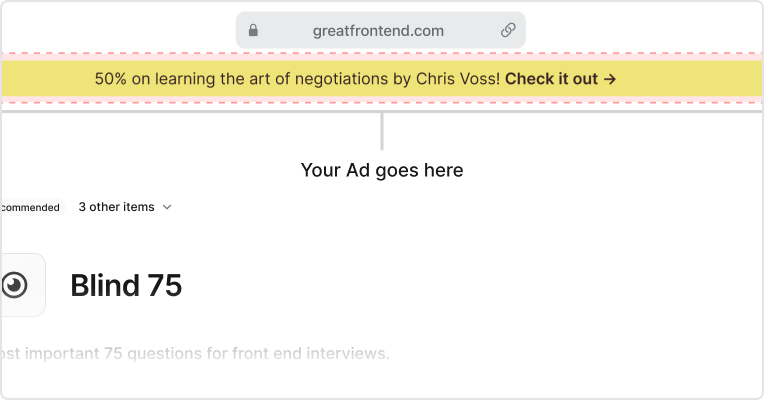 greatfrontend.com
50% on learning the art of negotiations by Chris Voss! Check it out →
Your Ad goes here
commended 3 other items
Blind 75
ost important 75 questions for front end interviews.